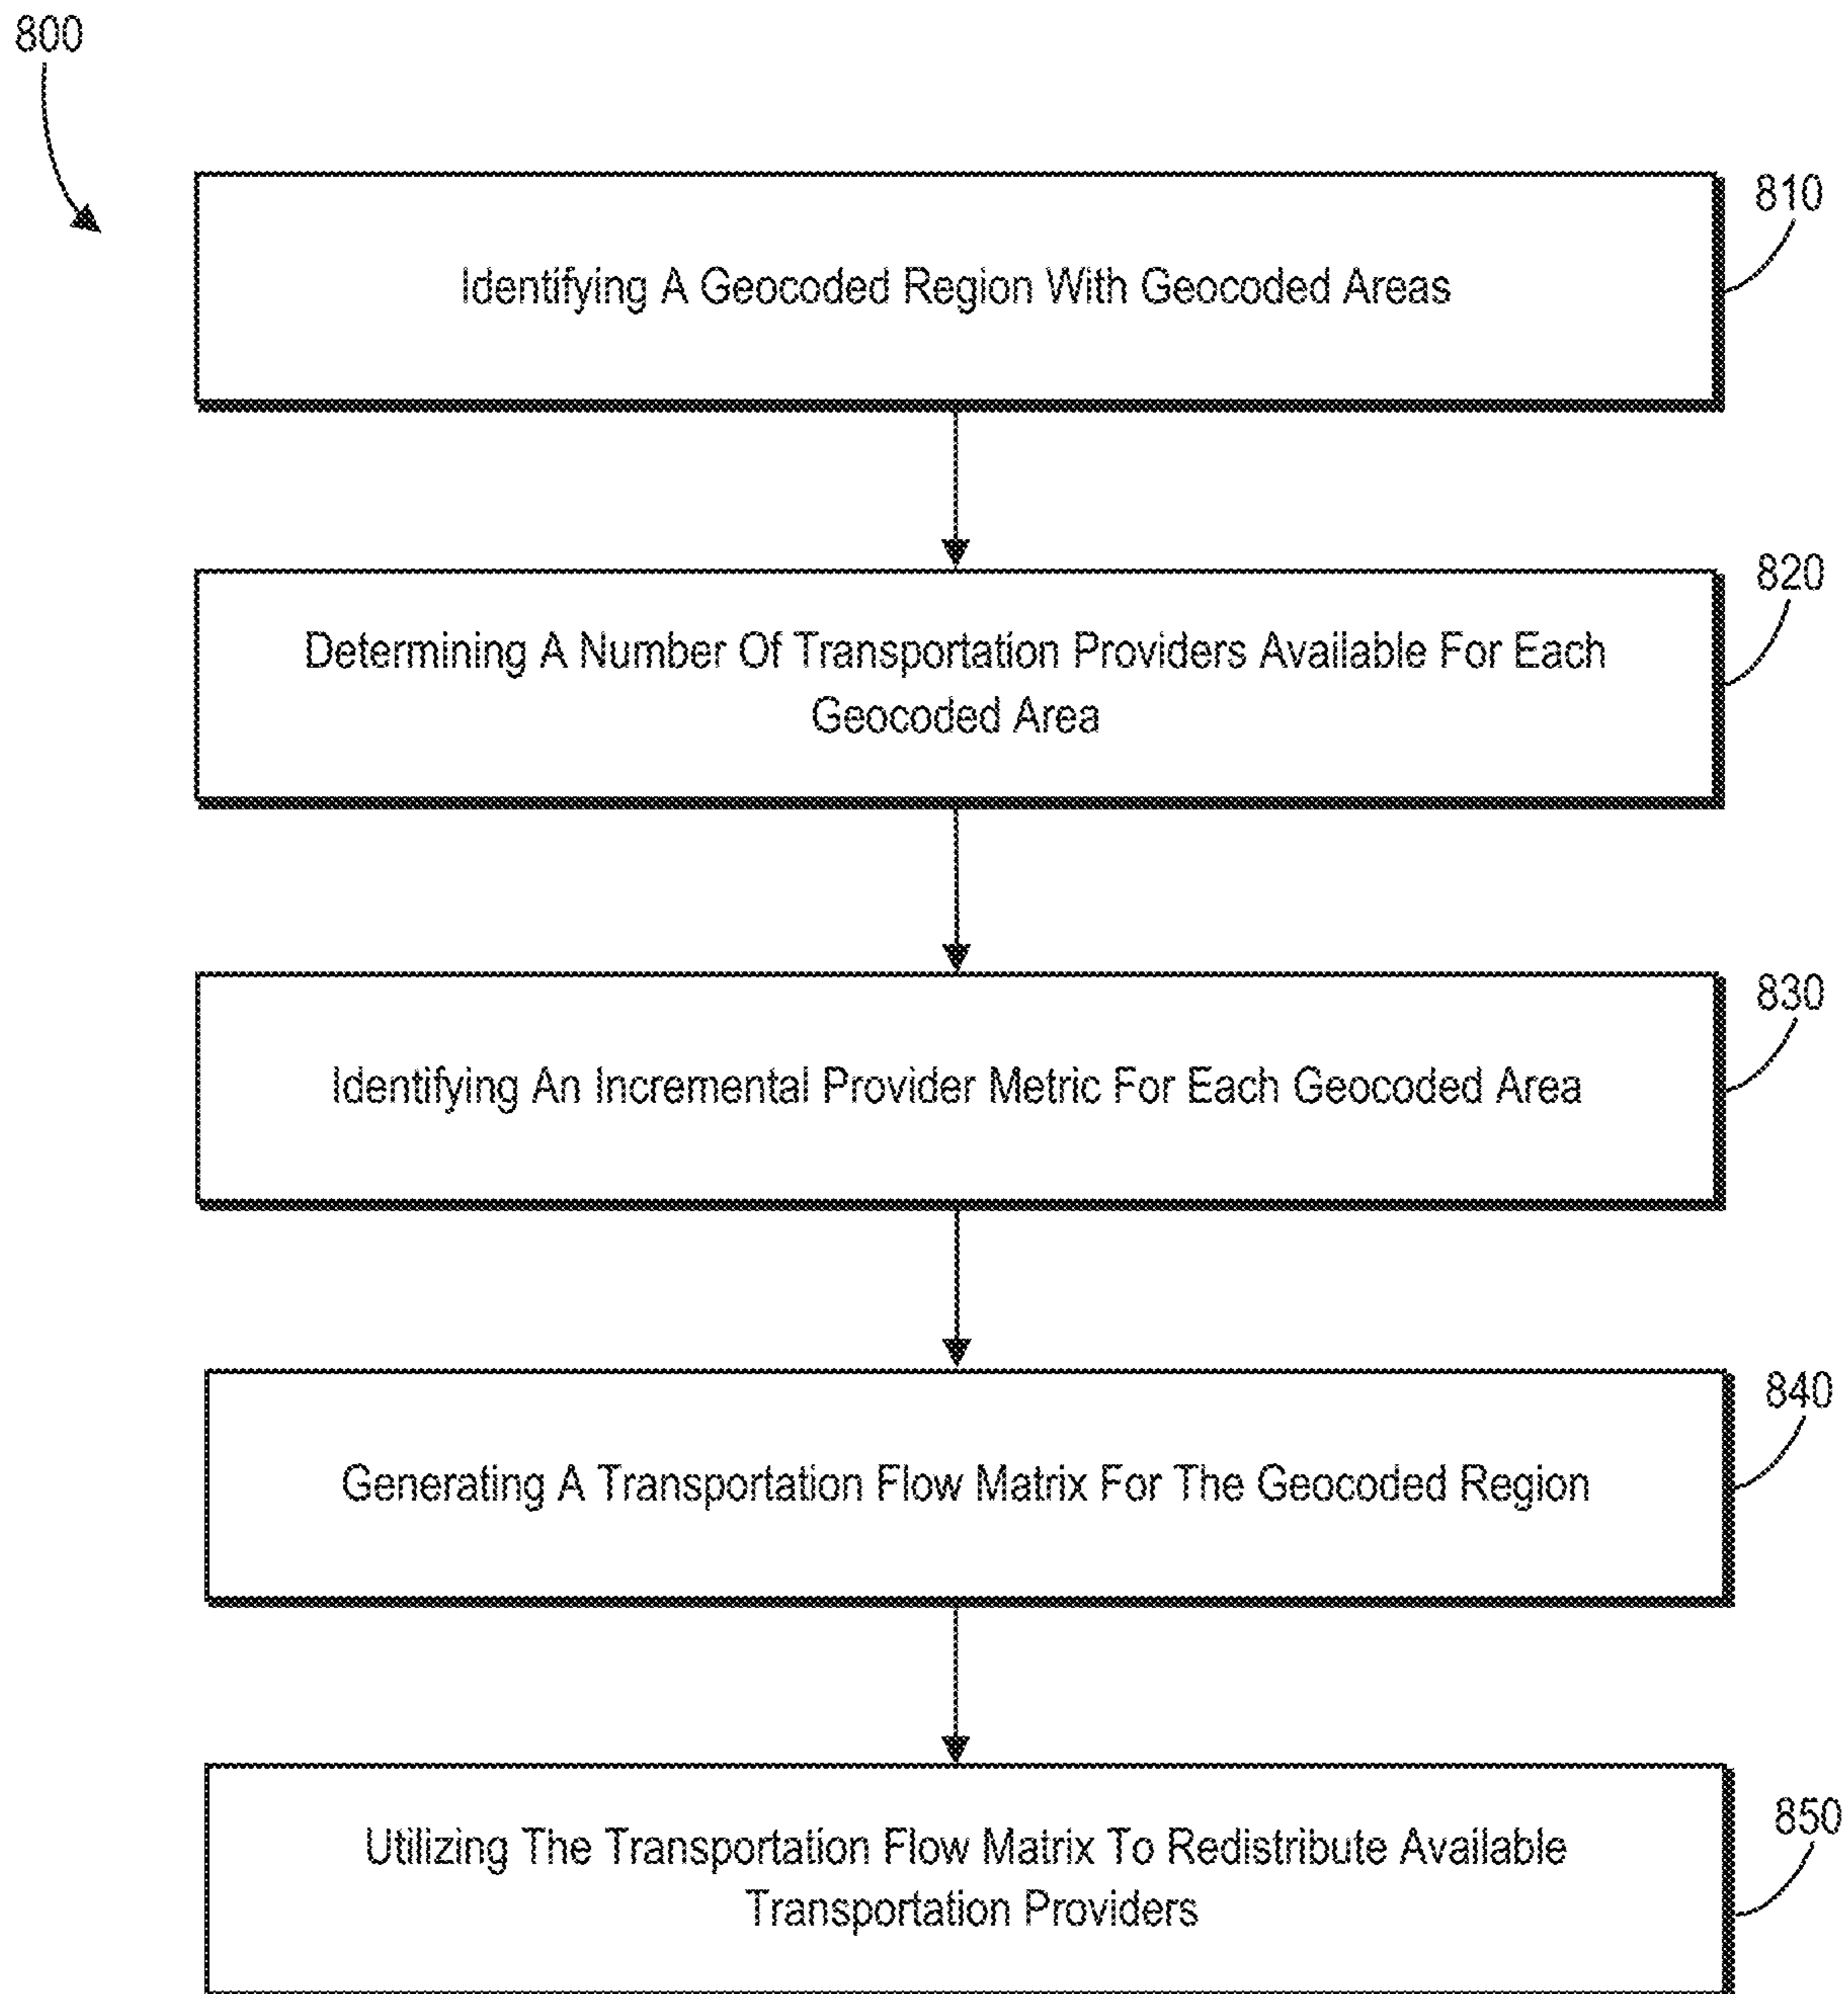 800
810
Identifying A Geocoded Region With Geocoded Areas
820
Determining A Number Of Transportation Providers Available For Each
Geocoded Area
830
Identifying An Incremental Provider Metric For Each Geocoded Area
840
Generating A Transportation Flow Matrix For The Geocoded Region
850
Utilizing The Transportation Flow Matrix To Redistribute Available
Transportation Providers